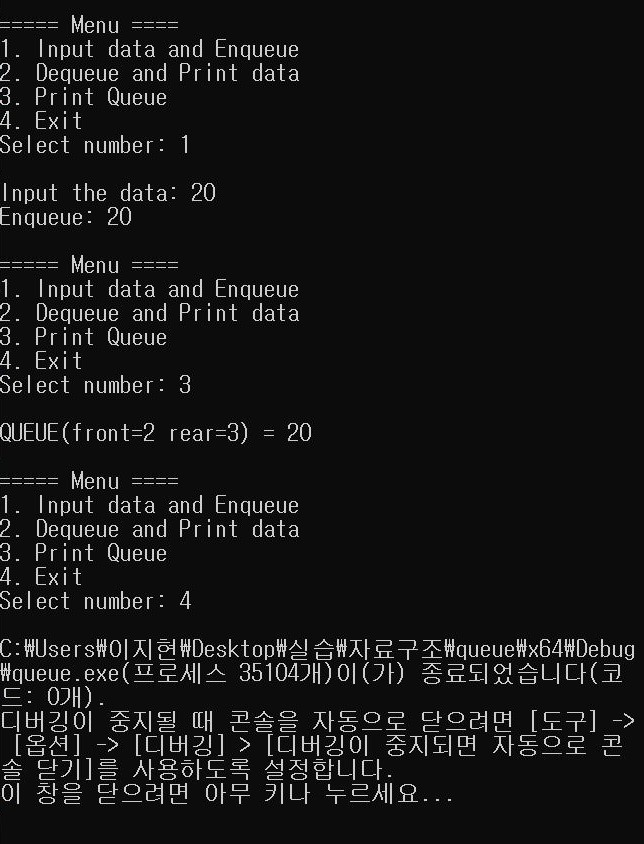 ===== Menu ====
1. Input data and Enqueue
2. Dequeue and Print data
3. Print Queue
4. Exit
Select number: 1
Input the data: 20
Enqueue: 20
===== Menu ====
1. Input data and Enqueue
2. Dequeue and Print data
3. Print Queue
4. Exit
Select number: 3
QUEUE(front=2 rear=3) = 20
===== Menu ====
1. Input data and Enqueue
2. Dequeue and Print data
3. Print Queue
4. Exit
Select number: 4
C:₩Users₩이지현₩Desktop₩실습₩자료구조₩queue₩x64₩Debug
₩queue.exe(프로세스 35104개)이(가) 종료되었습니다(코
드: 0개).
디버깅이 중지될 때 콘솔을 자동으로 닫으려면 [도구] ->
[옵션] -> [디버깅] > [디버깅이 중지되면 자동으로 콘
솔 닫기]를 사용하도록 설정합니다.
이 창을 닫으려면 아무 키나 누르세요...